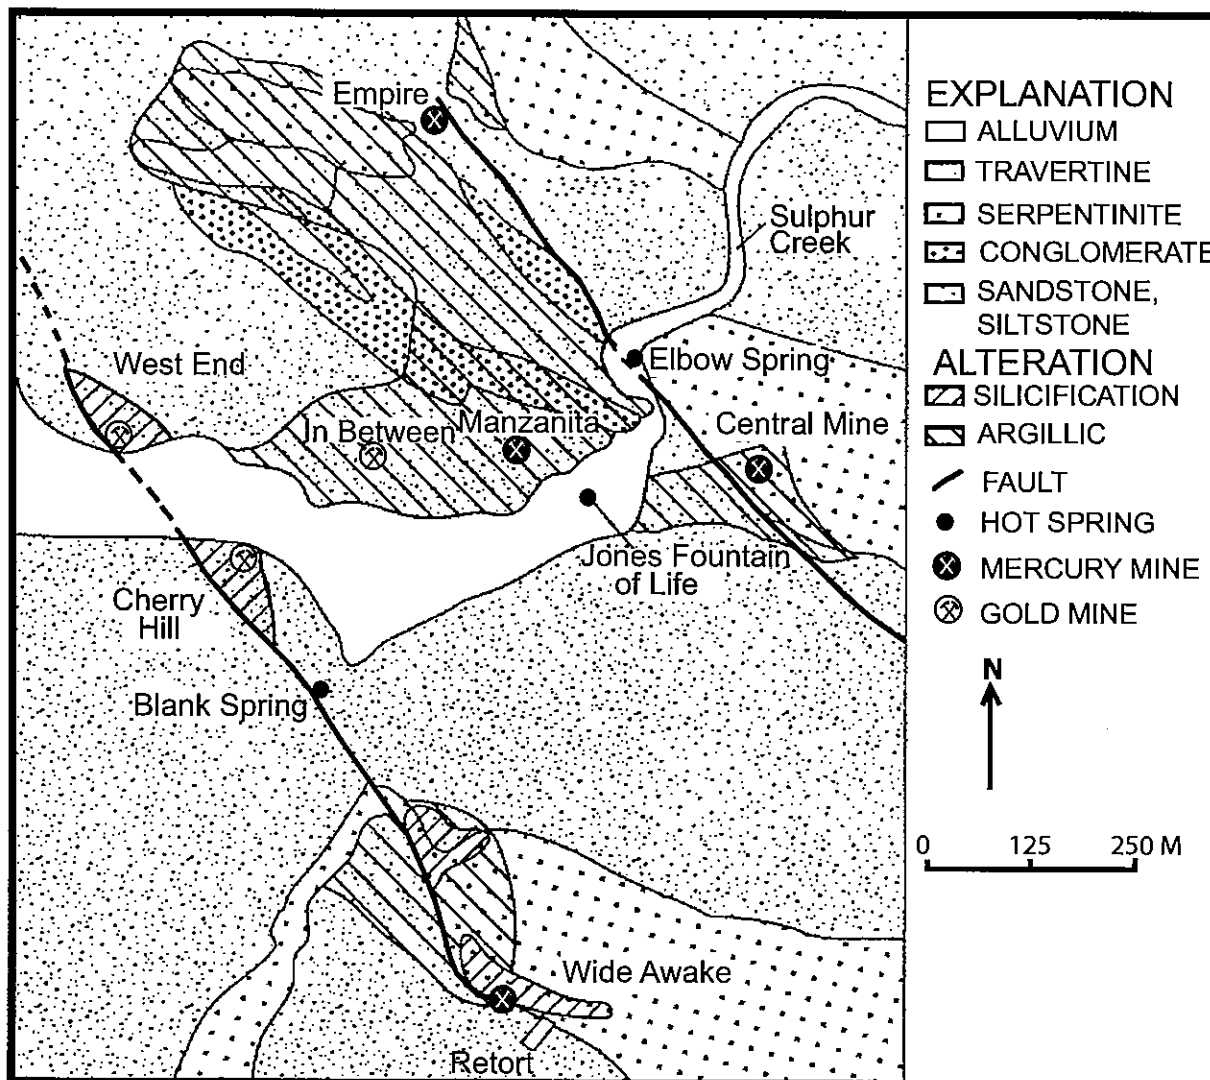 Empire
Sulphur
Creek
West End
Elbow Spring
In Between
Manzanita
Central Mine
Jones Fountain
of Life
Cherry
Hill
Blank Spring
Wide Awake
Retort
EXPLANATION
ALLUVIUM
TRAVERTINE
SERPENTINITE
CONGLOMERATE
SANDSTONE,
SILTSTONE
ALTERATION
SILICIFICATION
ARGILLIC
FAULT
HOT SPRING
MERCURY MINE
GOLD MINE
N
0 125 250 M